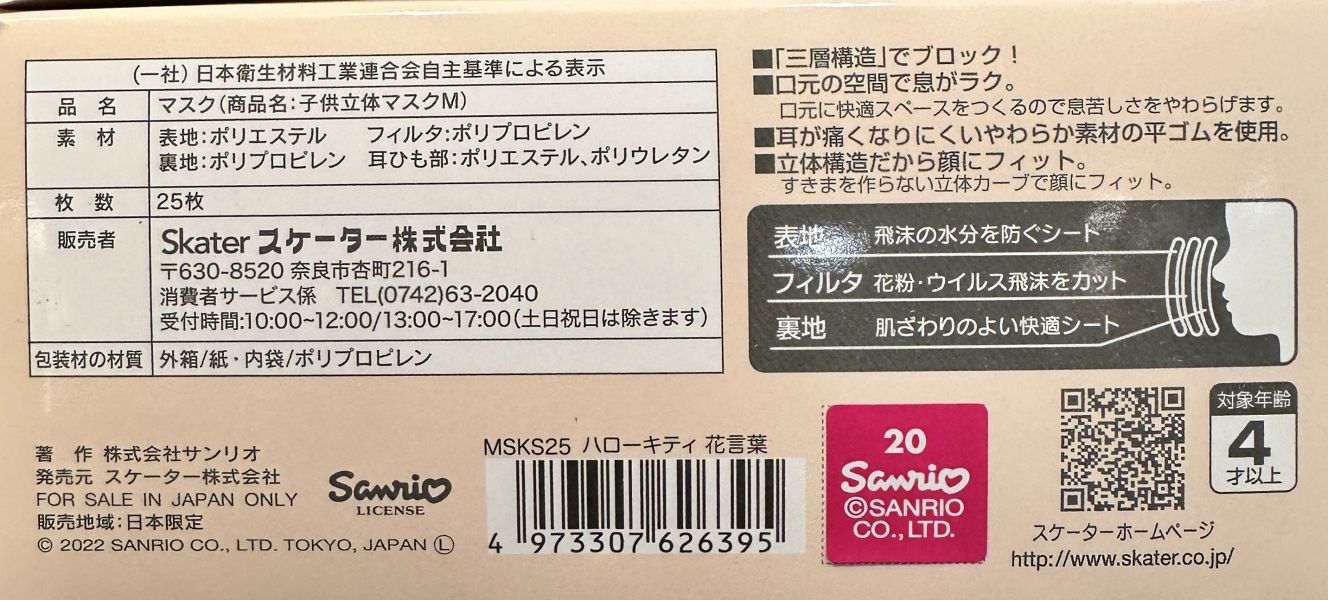 (一社)日本衛生材料工業連合会自主基準による表示
品 名 マスク(商品名:子供立体マスクM)
素 材 表地:ポリエステル フィルタ:ポリプロピレン
裏地:ポリプロピレン 耳ひも部:ポリエステル、ポリウレタン
枚 数 25枚
販売者 Skater スケーター株式会社
〒630-8520 奈良市杏町216-1
消費者サービス係 TEL(0742)63-2040
受付時間:10:00~12:00/13:00~17:00(土日祝日は除きます)
包装材の材質 外箱/紙・内袋/ポリプロピレン
■「三層構造」でブロック!
■口元の空間で息がラク。
口元に快適スペースをつくるので息苦しさをやわらげます。
■耳が痛くなりにくいやわらか素材の平ゴムを使用。
■立体構造だから顔にフィット。
すきまを作らない立体カーブで顔にフィット。
表地 飛沫の水分を防ぐシート
フィルタ 花粉・ウイルス飛沫をカット
裏地 肌ざわりのよい快適シート
著 作 株式会社サンリオ
発売元 スケーター株式会社
FOR SALE IN JAPAN ONLY
販売地域:日本限定
© 2022 SANRIO CO., LTD. TOKYO, JAPAN Ⓛ
Sanrio
LICENSE
MSKS25 ハローキティ 花言葉
4 973307 626395
20
Sanrio
©SANRIO
CO., LTD.
スケーターホームページ
http://www.skater.co.jp/
対象年齢
4
才以上